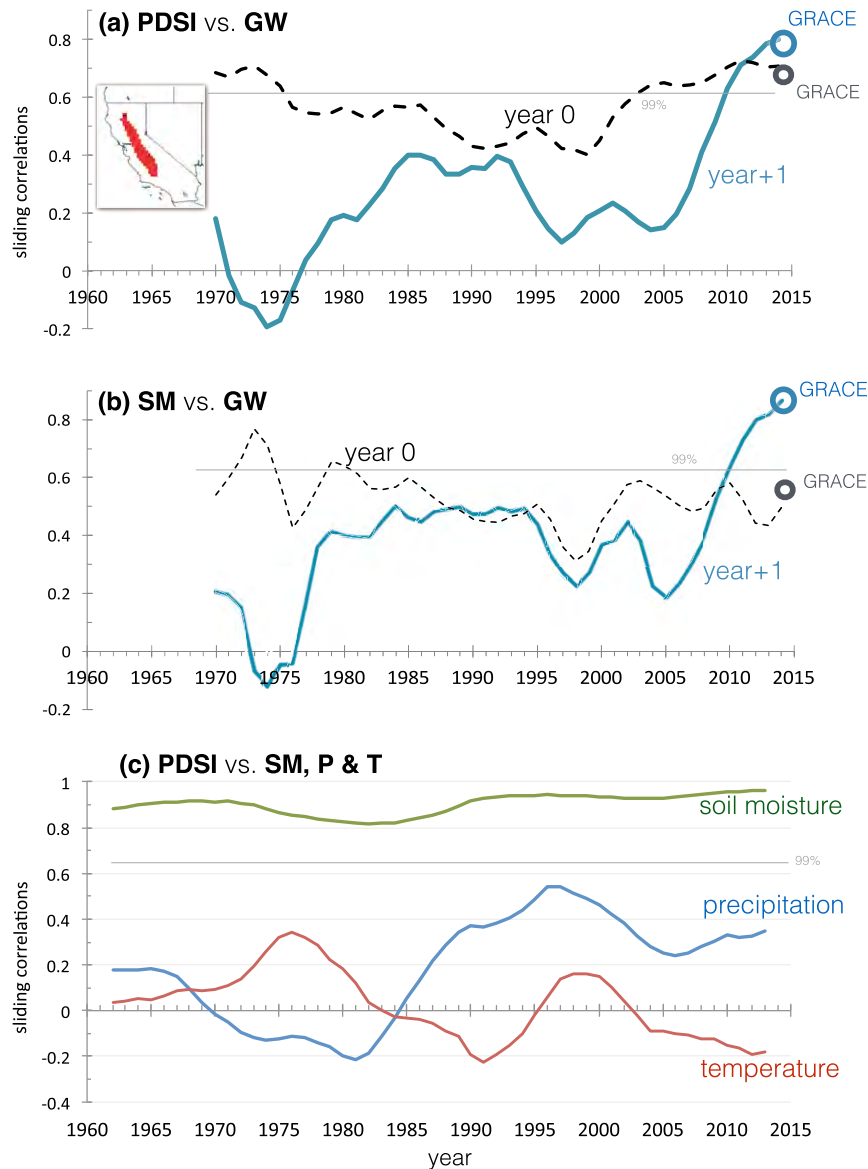 (a) PDSI vs. GW
GRACE
0.8
0.6
0.4
0.2
0
-0.2
sliding correlations
year 0
99%
GRACE
year+1
1960 1965 1970 1975 1980 1985 1990 1995 2000 2005 2010 2015
(b) SM vs. GW
GRACE
0.8
0.6
0.4
0.2
0
-0.2
year 0
99%
GRACE
year+1
1960 1965 1970 1975 1980 1985 1990 1995 2000 2005 2010 2015
(c) PDSI vs. SM, P & T
1
0.8
0.6
0.4
0.2
0
-0.2
-0.4
sliding correlations
soil moisture
99%
precipitation
temperature
1960 1965 1970 1975 1980 1985 1990 1995 2000 2005 2010 2015
year